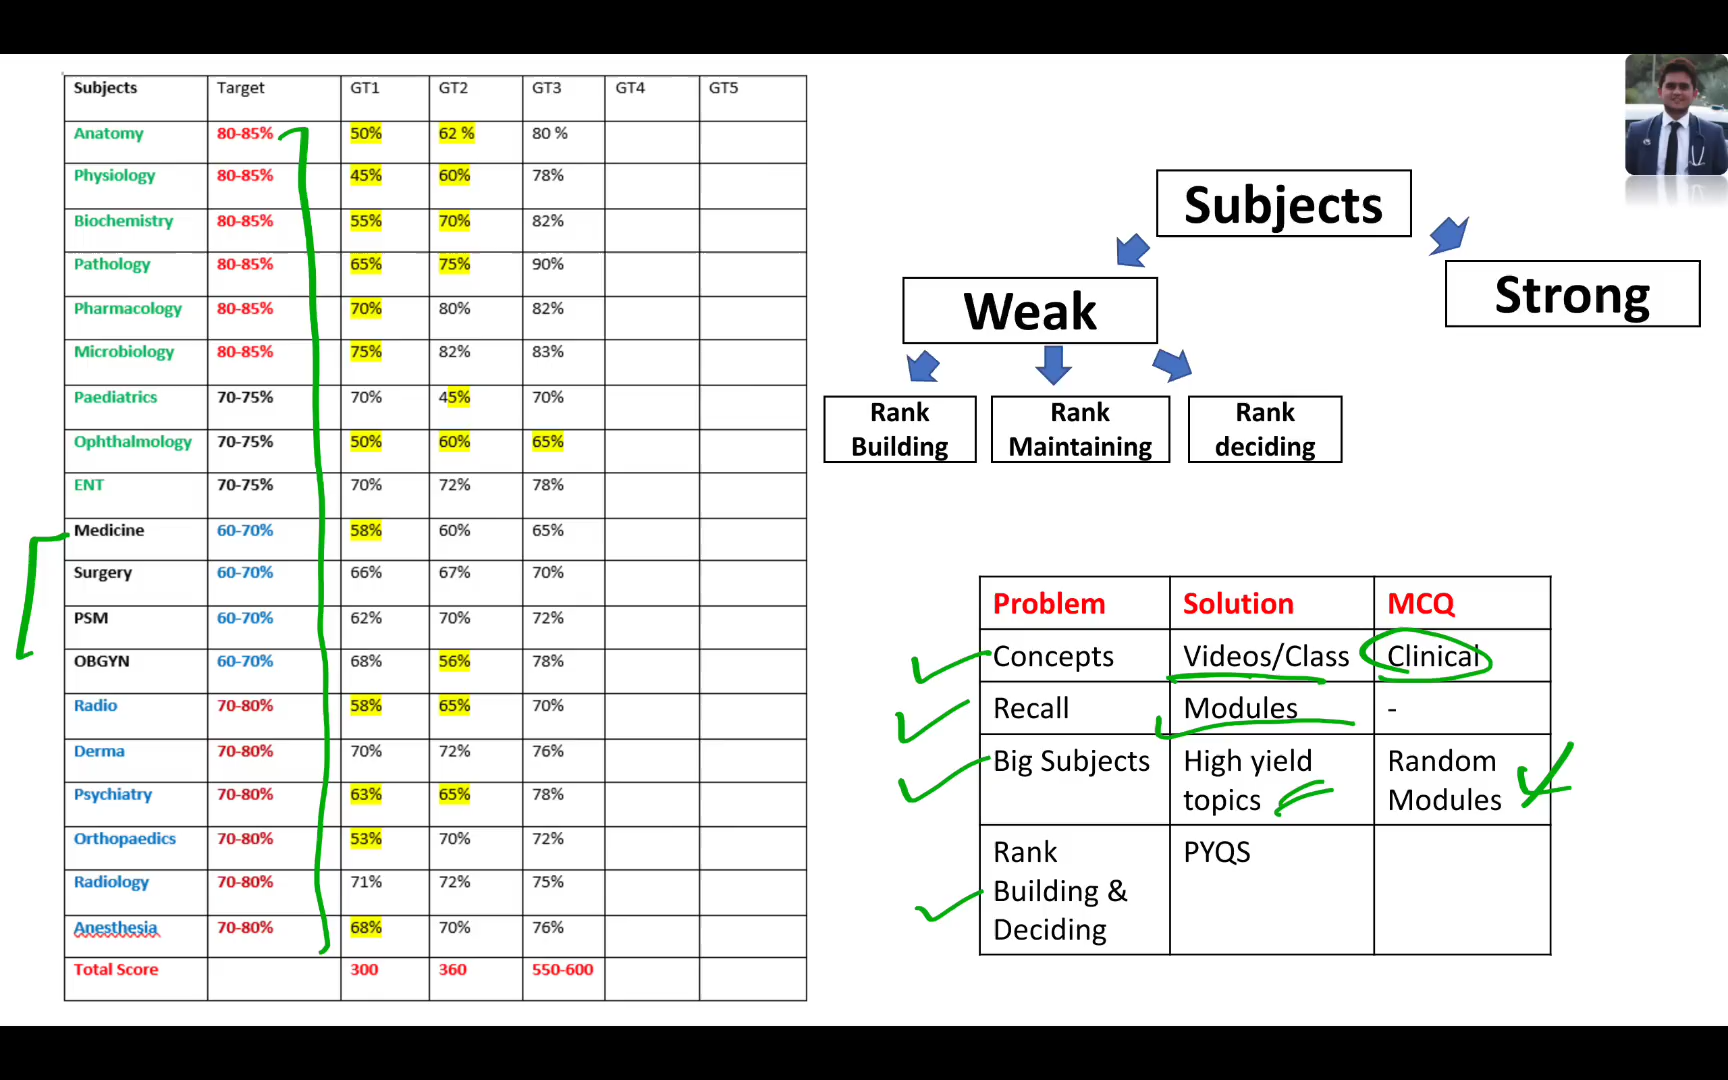 Subjects Target GT1 GT2 GT3 GT4 GT5
Anatomy 80-85% 50% 62 % 80 %
Physiology 80-85% 45% 60% 78%
Biochemistry 80-85% 55% 70% 82%
Pathology 80-85% 65% 75% 90%
Pharmacology 80-85% 70% 80% 82%
Microbiology 80-85% 75% 82% 83%
Paediatrics 70-75% 70% 45% 70%
Ophthalmology 70-75% 50% 60% 65%
ENT 70-75% 70% 72% 78%
Medicine 60-70% 58% 60% 65%
Surgery 60-70% 66% 67% 70%
PSM 60-70% 62% 70% 72%
OBGYN 60-70% 68% 56% 78%
Radio 70-80% 58% 65% 70%
Derma 70-80% 70% 72% 76%
Psychiatry 70-80% 63% 65% 78%
Orthopaedics 70-80% 53% 70% 72%
Radiology 70-80% 71% 72% 75%
Anesthesia 70-80% 68% 70% 76%
Total Score 300 360 550-600
Subjects
Weak
Strong
Rank
Building
Rank
Maintaining
Rank
deciding
Problem Solution MCQ
Concepts Videos/Class Clinical
Recall Modules -
Big Subjects High yield Random
topics Modules
Rank PYQS
Building &
Deciding